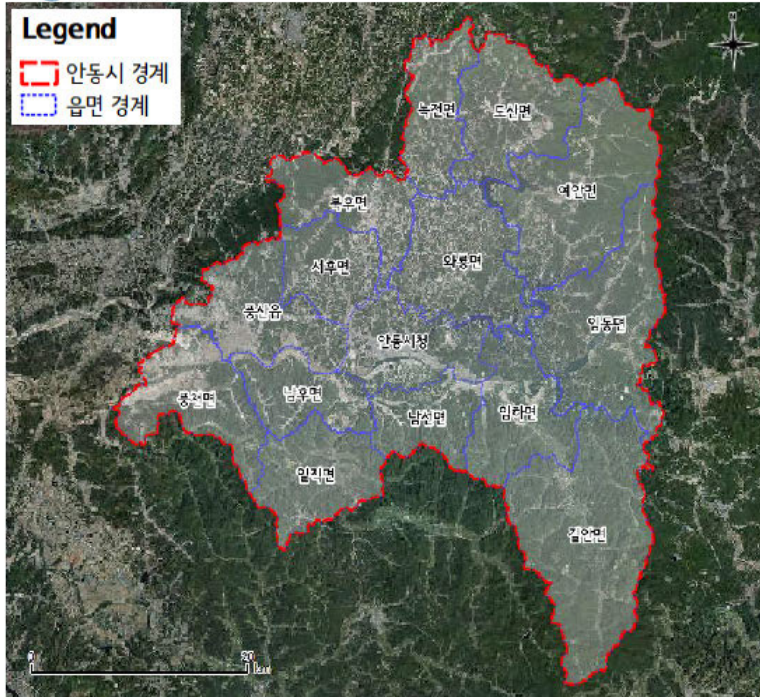 Legend
안동시 경계
읍면 경계
N
녹전면
도산면
예안면
북후면
서후면
와룡면
풍산읍
안동시청
임동면
풍천면
남후면
남선면
임하면
일직면
길안면
0 20
km